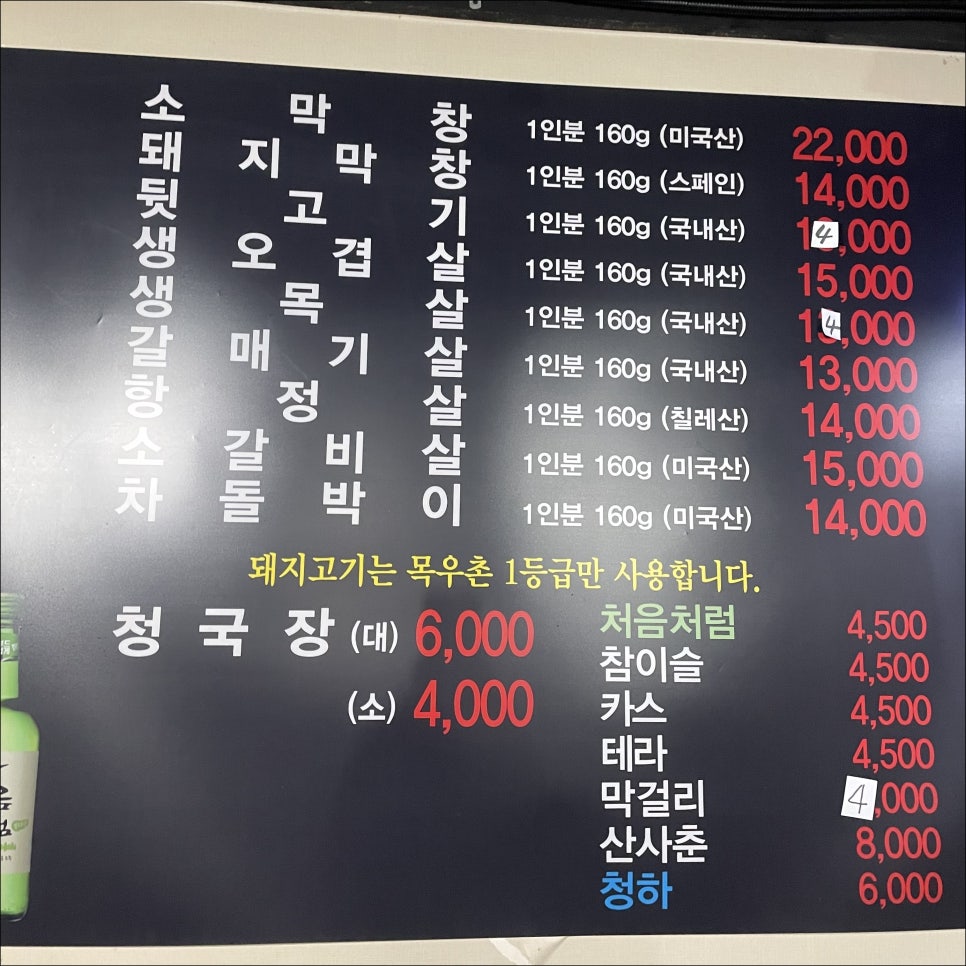 소 막 창 1인분 160g (미국산) 22,000
돼 지 막 창 1인분 160g (스페인) 14,000
뒷 고 기 1인분 160g (국내산) 14,000
생 오 겹 살 1인분 160g (국내산) 15,000
생 목 살 1인분 160g (국내산) 14,000
갈 매 기 살 1인분 160g (국내산) 13,000
항 정 살 1인분 160g (칠레산) 14,000
소 갈 비 살 1인분 160g (미국산) 15,000
차 돌 박 이 1인분 160g (미국산) 14,000
돼지고기는 목우촌 1등급만 사용합니다.
청 국 장 (대) 6,000
(소) 4,000
처음처럼 4,500
참이슬 4,500
카스 4,500
테라 4,500
막걸리 4,000
산사춘 8,000
청하 6,000